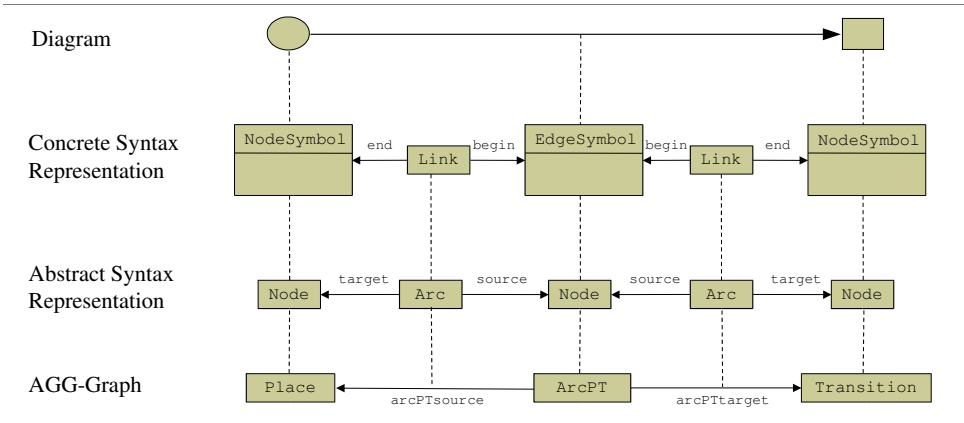 Diagram
Concrete Syntax
Representation
NodeSymbol
end
Link
begin
EdgeSymbol
begin
Link
end
NodeSymbol
Abstract Syntax
Representation
Node
target
Arc
source
Node
source
Arc
target
Node
AGG-Graph
Place
arcPTsource
ArcPT
arcPTtarget
Transition